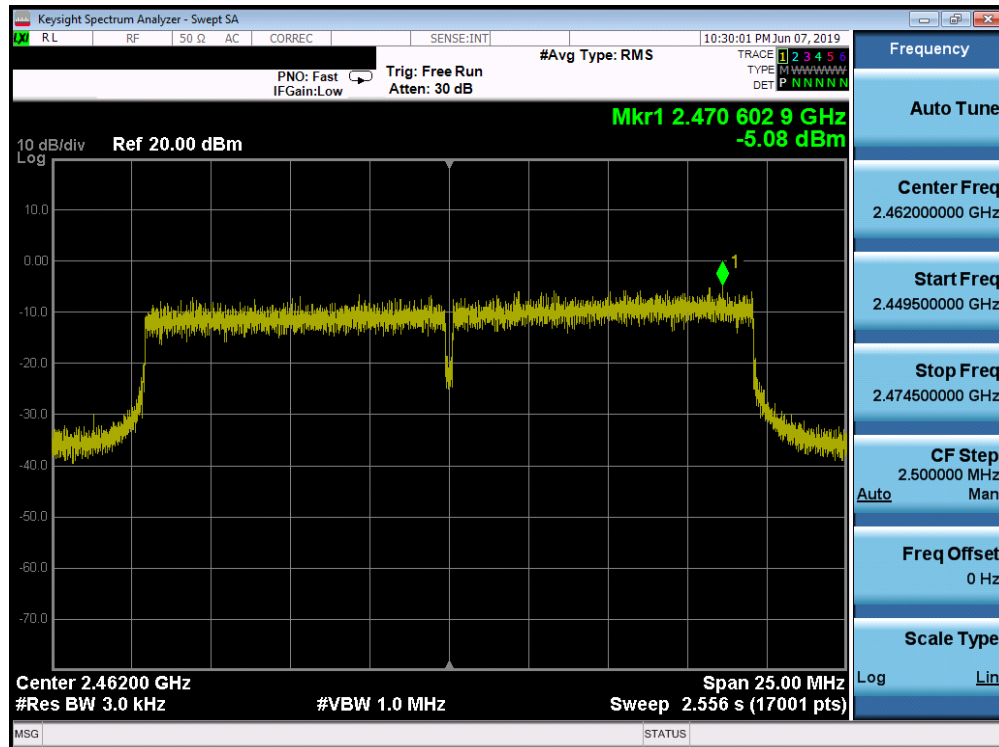 Keysight Spectrum Analyzer - Swept SA
LXI RL RF 50 Ω AC CORREC SENSE:INT 10:30:01 PM Jun 07, 2019
#Avg Type: RMS
TRACE 1 2 3 4 5 6
PNO: Fast Trig: Free Run
TYPE M W W W W W
IFGain:Low Atten: 30 dB
DET P N N N N N
Mkr1 2.470 602 9 GHz
-5.08 dBm
10 dB/div Ref 20.00 dBm
Log
1
10.0
0.00
-10.0
-20.0
-30.0
-40.0
-50.0
-60.0
-70.0
Center 2.46200 GHz Span 25.00 MHz
#Res BW 3.0 kHz #VBW 1.0 MHz Sweep 2.556 s (17001 pts)
MSG STATUS
Frequency
Auto Tune
Center Freq
2.462000000 GHz
Start Freq
2.449500000 GHz
Stop Freq
2.474500000 GHz
CF Step
2.500000 MHz
Auto Man
Freq Offset
0 Hz
Scale Type
Log Lin